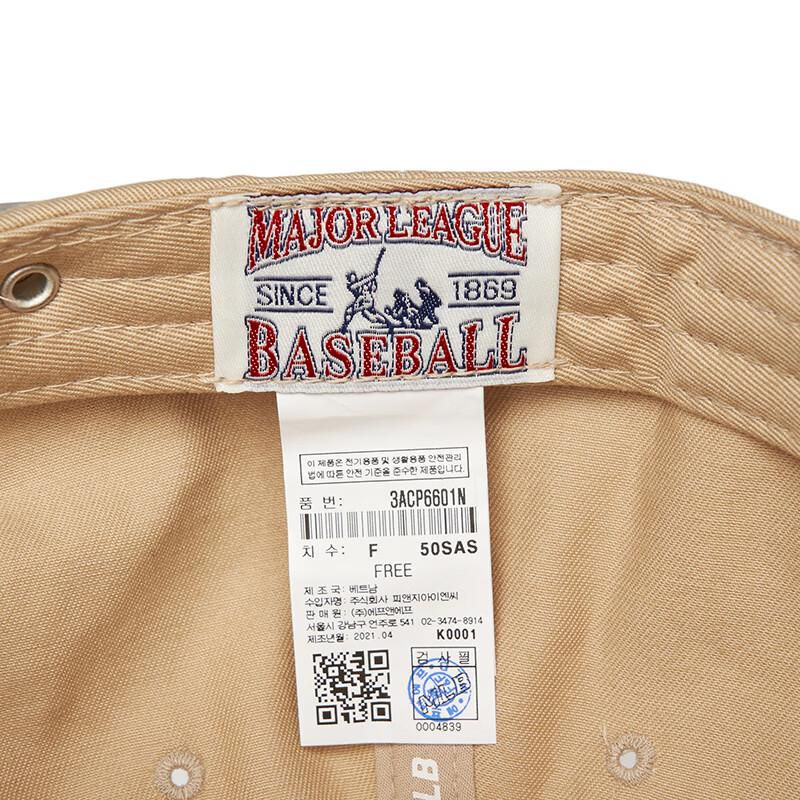 MAJOR LEAGUE
SINCE 1869
BASEBALL
이 제품은 전기용품 및 생활용품 안전관리
법에 따른 안전 기준을 준수한 제품입니다.
품 번: 3ACP6601N
치 수: F 50SAS
FREE
제 조 국: 베트남
수입자명: 주식회사 피앤지아이엔씨
판 매 원: (주)에프앤에프
서울시 강남구 언주로 541 02-3474-8914
제조년월: 2021.04 K0001
검 사 필
MLB
0004839
LB